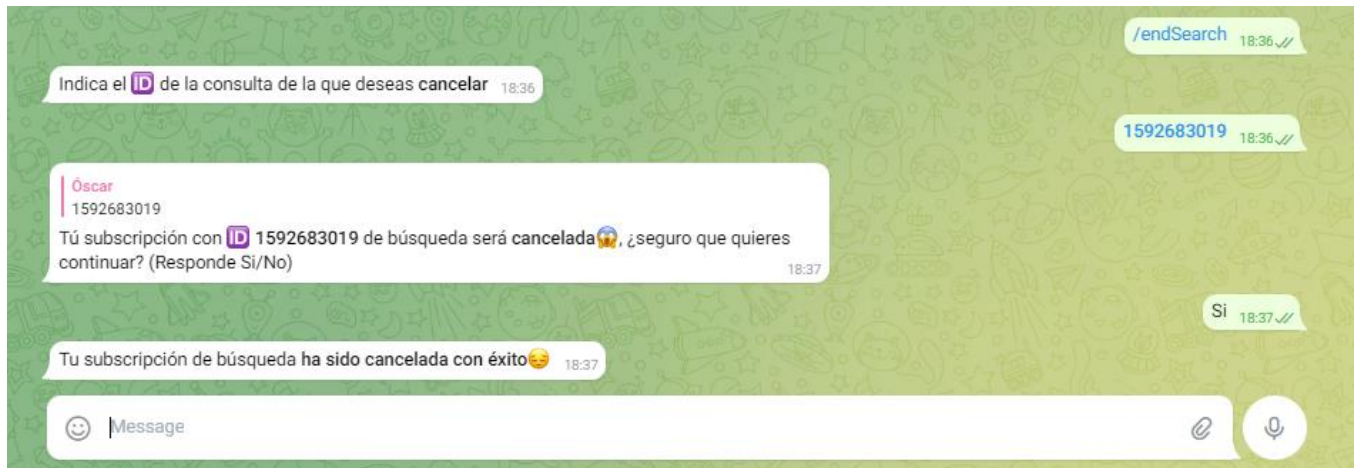 /endSearch 18:36
Indica el 🆔 de la consulta de la que deseas cancelar 18:36
1592683019 18:36
Óscar
1592683019
Tú subscripción con 🆔 1592683019 de búsqueda será cancelada😱, ¿seguro que quieres
continuar? (Responde Si/No) 18:37
Si 18:37
Tu subscripción de búsqueda ha sido cancelada con éxito😔 18:37
Message